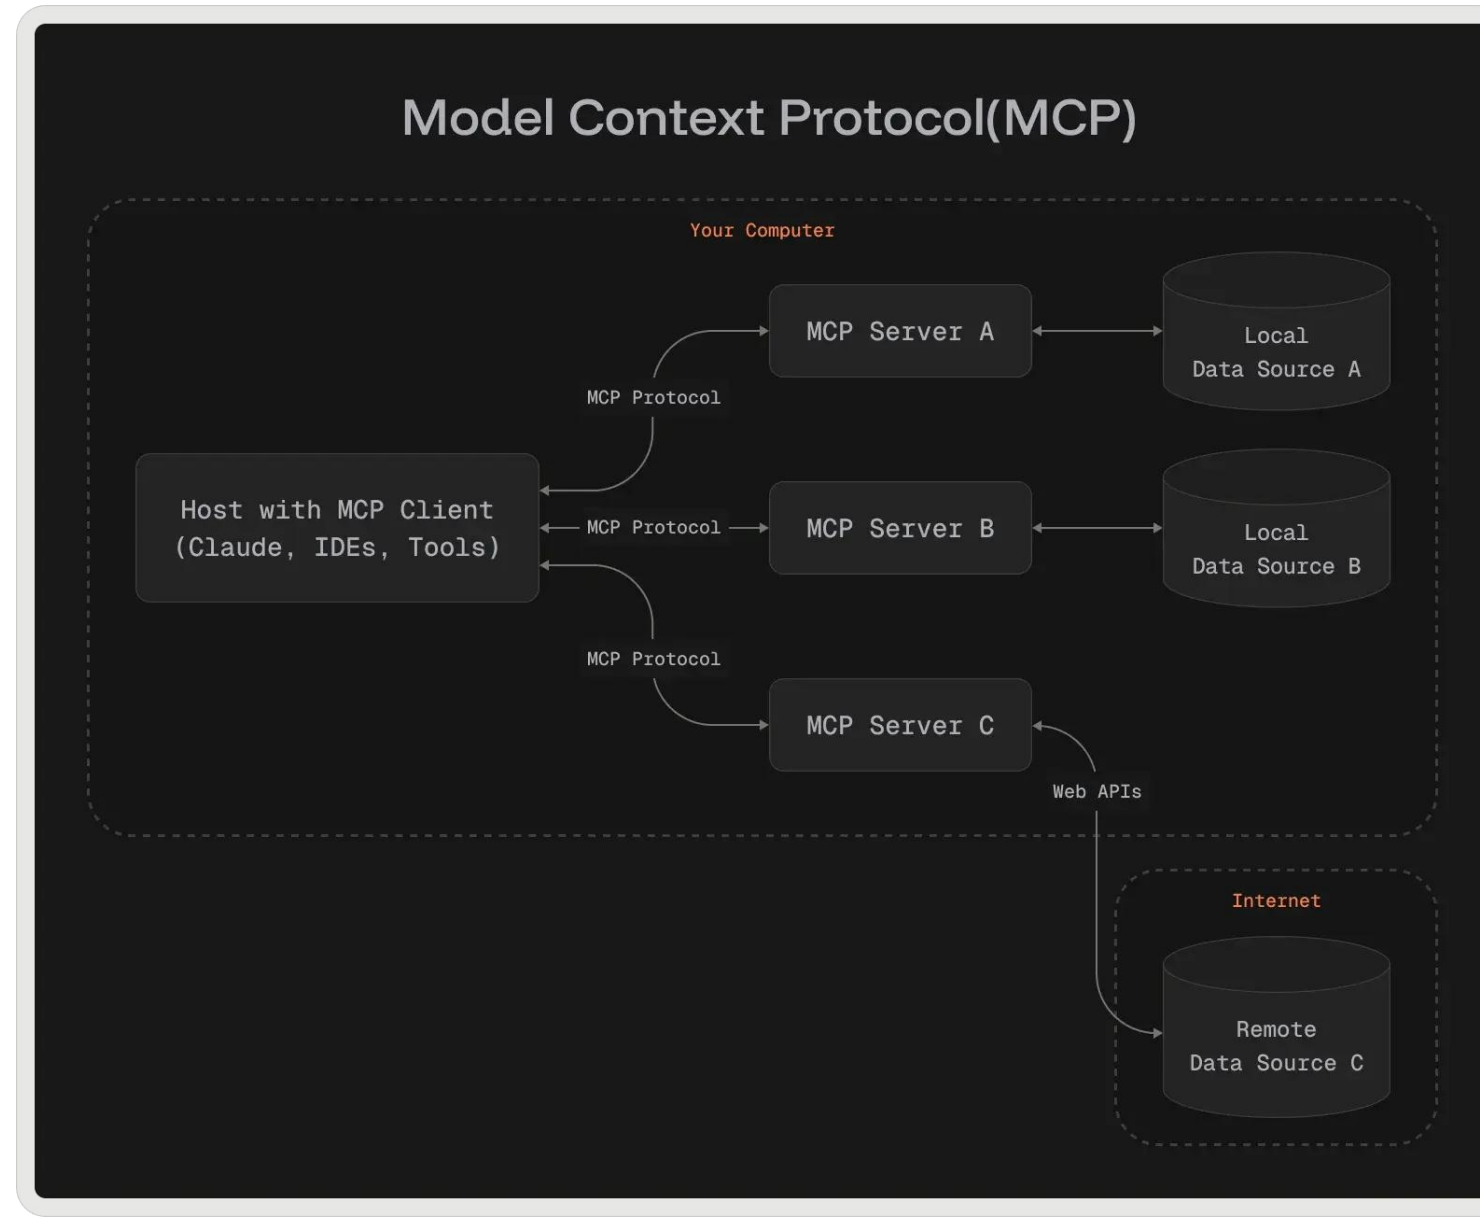 Model Context Protocol(MCP)
Your Computer
MCP Server A
Local
Data Source A
MCP Protocol
Host with MCP Client
(Claude, IDEs, Tools)
MCP Protocol
MCP Server B
Local
Data Source B
MCP Protocol
MCP Server C
Web APIs
Internet
Remote
Data Source C